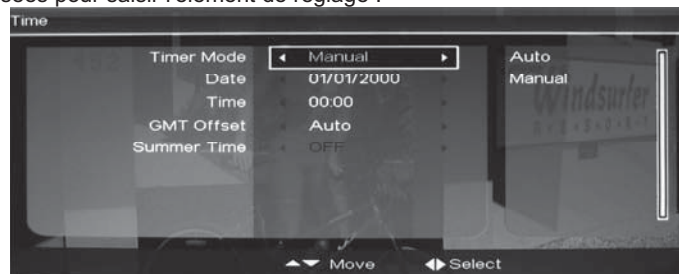 Time
Timer Mode Manual Auto
Date 01/01/2000 Manual
Time 00:00
GMT Offset Auto
Summer Time OFF
Windsurfer
Move Select